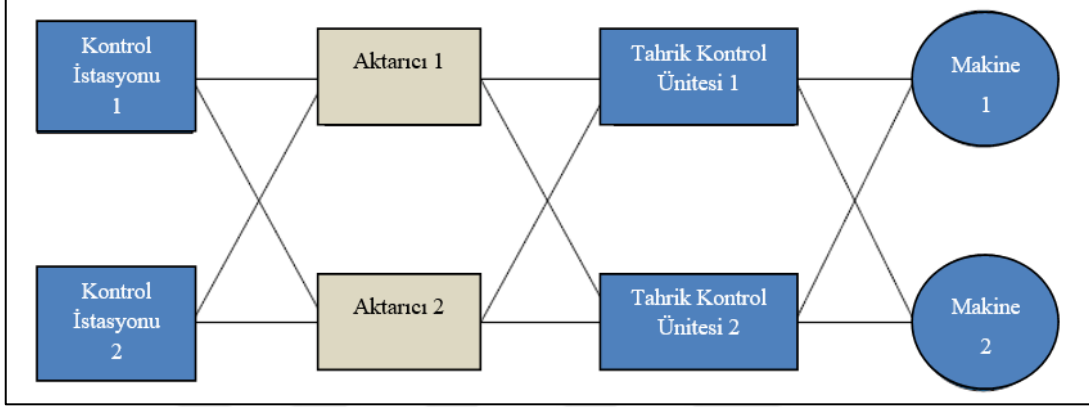 Kontrol
İstasyonu
1
Aktarıcı 1
Tahrik Kontrol
Ünitesi 1
Makine
1
Kontrol
İstasyonu
2
Aktarıcı 2
Tahrik Kontrol
Ünitesi 2
Makine
2